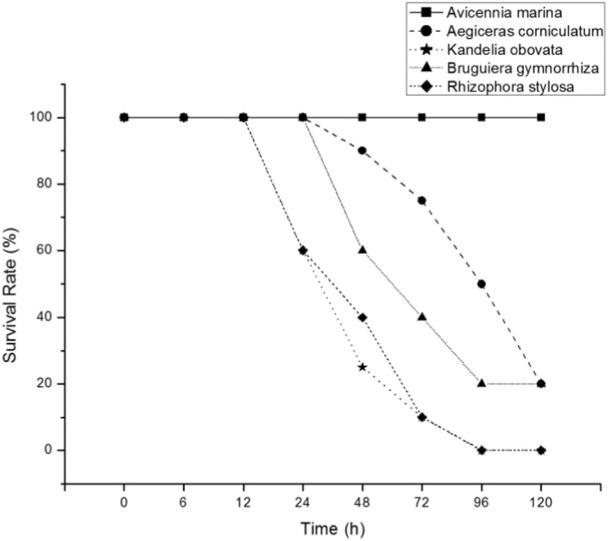 Avicennia marina
Aegiceras corniculatum
Kandelia obovata
Bruguiera gymnorrhiza
Rhizophora stylosa
100
80
60
40
20
0
Survival Rate (%)
0 6 12 24 48 72 96 120
Time (h)